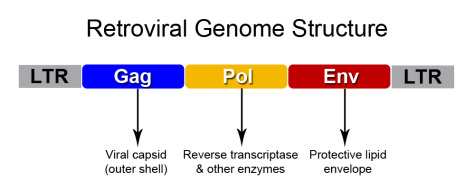 Retroviral Genome Structure
LTR Gag Pol Env LTR
Viral capsid Reverse transcriptase Protective lipid
(outer shell) & other enzymes envelope